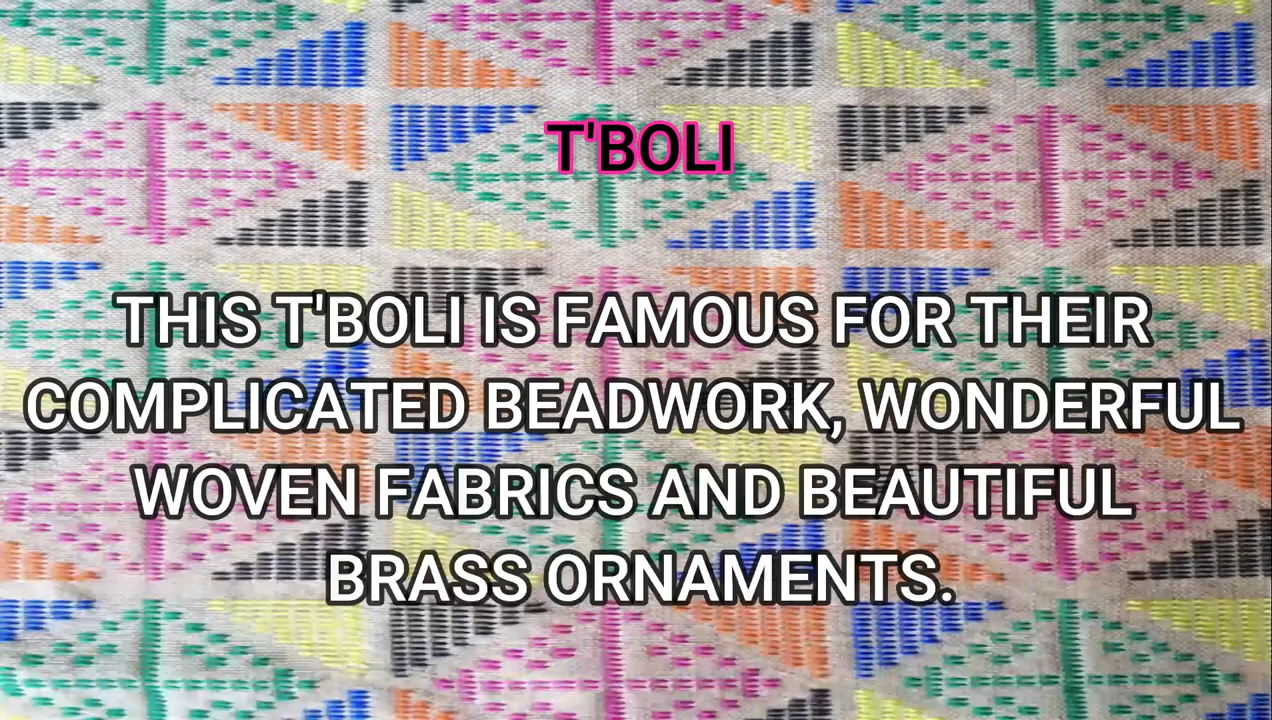 T'BOLI
THIS T'BOLI IS FAMOUS FOR THEIR
COMPLICATED BEADWORK, WONDERFUL
WOVEN FABRICS AND BEAUTIFUL
BRASS ORNAMENTS.